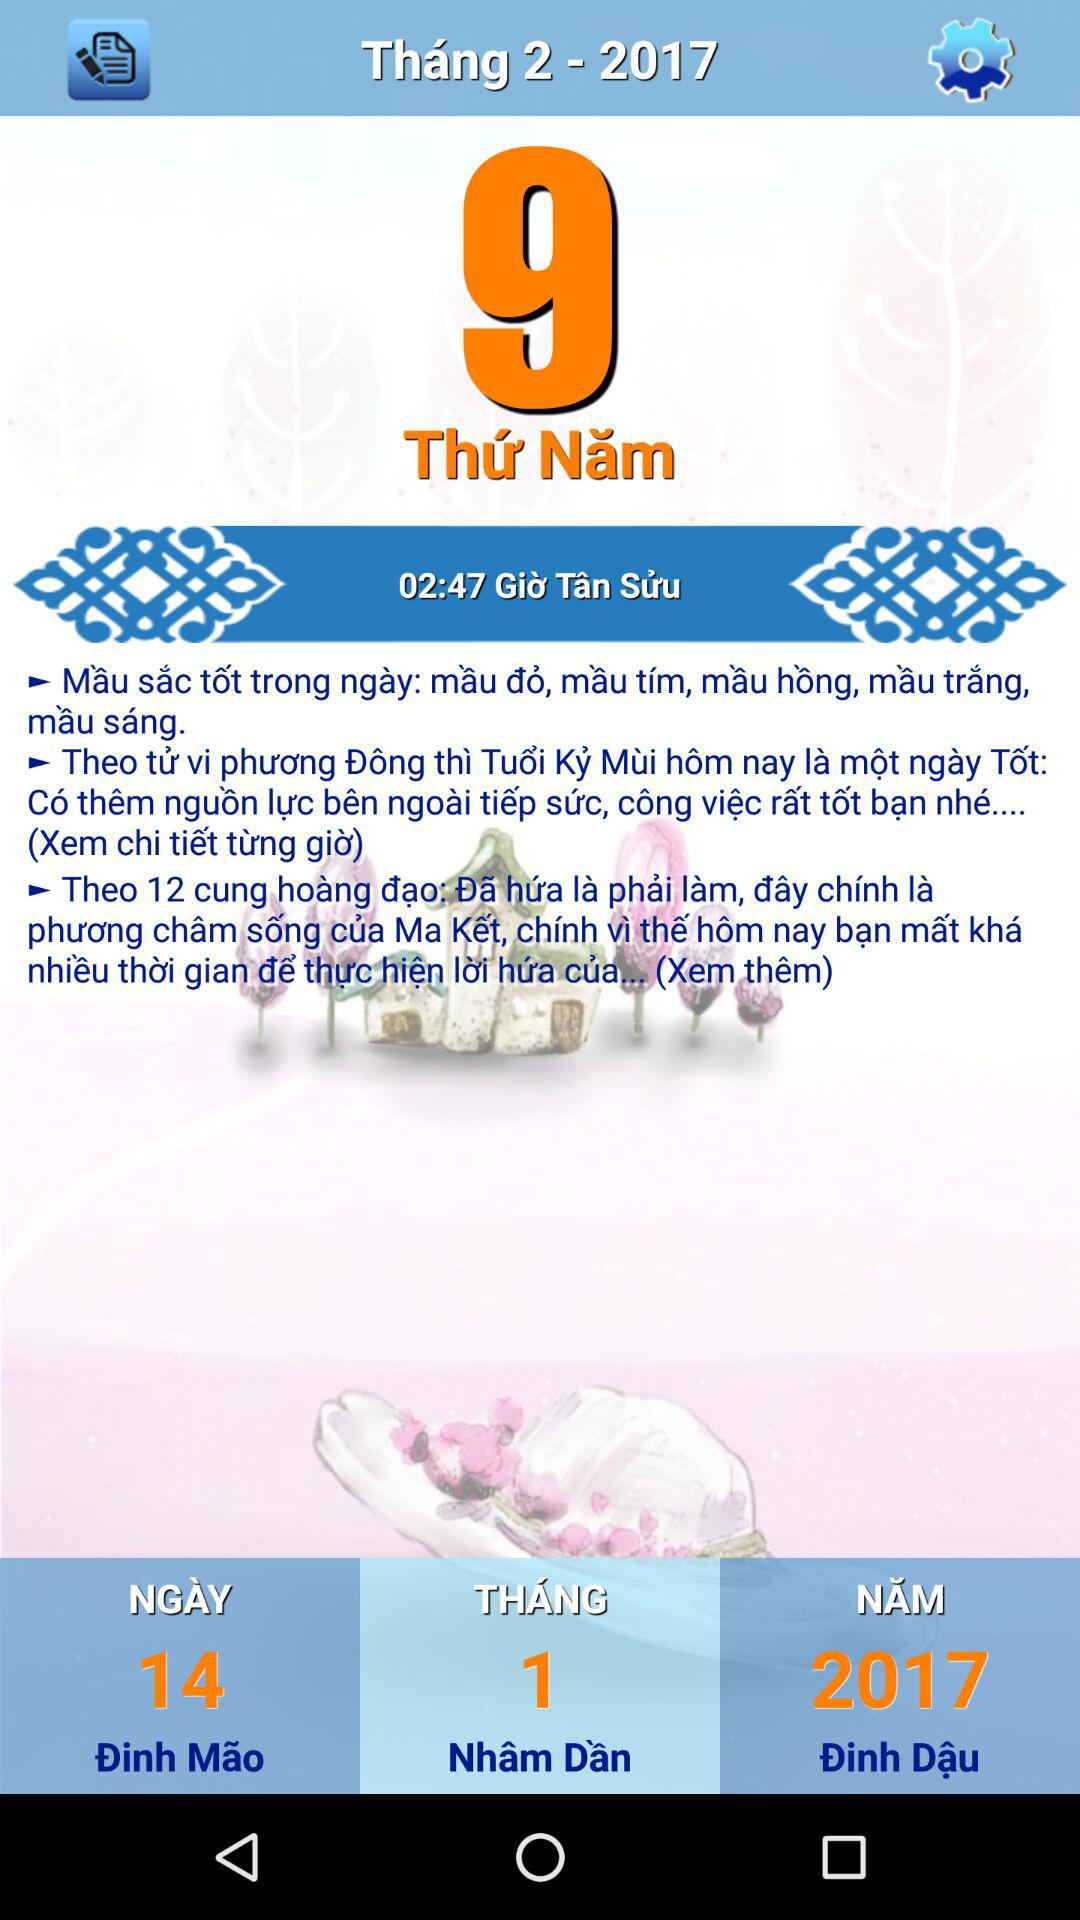 Tháng 2 - 2017
9
Thứ Năm
02:47 Giờ Tân Sửu
► Mầu sắc tốt trong ngày: mầu đỏ, mầu tím, mầu hồng, mầu trắng,
mầu sáng.
► Theo tử vi phương Đông thì Tuổi Kỷ Mùi hôm nay là một ngày Tốt:
Có thêm nguồn lực bên ngoài tiếp sức, công việc rất tốt bạn nhé....
(Xem chi tiết từng giờ)
► Theo 12 cung hoàng đạo: Đã hứa là phải làm, đây chính là
phương châm sống của Ma Kết, chính vì thế hôm nay bạn mất khá
nhiều thời gian để thực hiện lời hứa của... (Xem thêm)
NGÀY THÁNG NĂM
14 1 2017
Đinh Mão Nhâm Dần Đinh Dậu